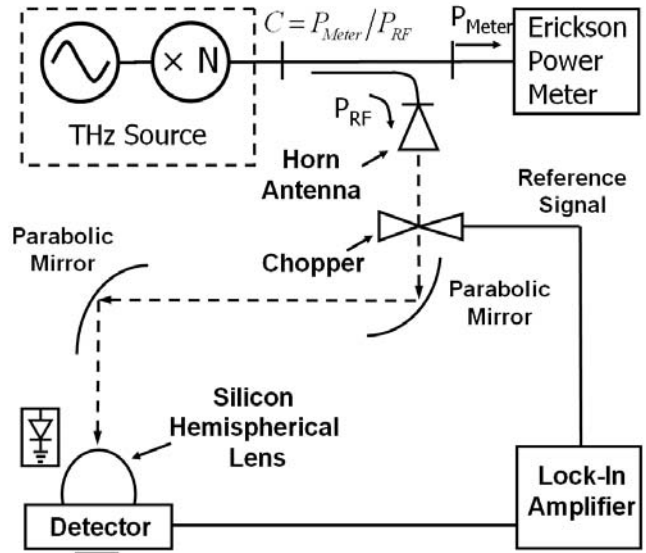 C = P_Meter/P_RF
P_Meter
Erickson
Power
Meter
× N
THz Source
P_RF
Horn
Antenna
Reference
Signal
Chopper
Parabolic
Mirror
Parabolic
Mirror
Silicon
Hemispherical
Lens
Detector
Lock-In
Amplifier